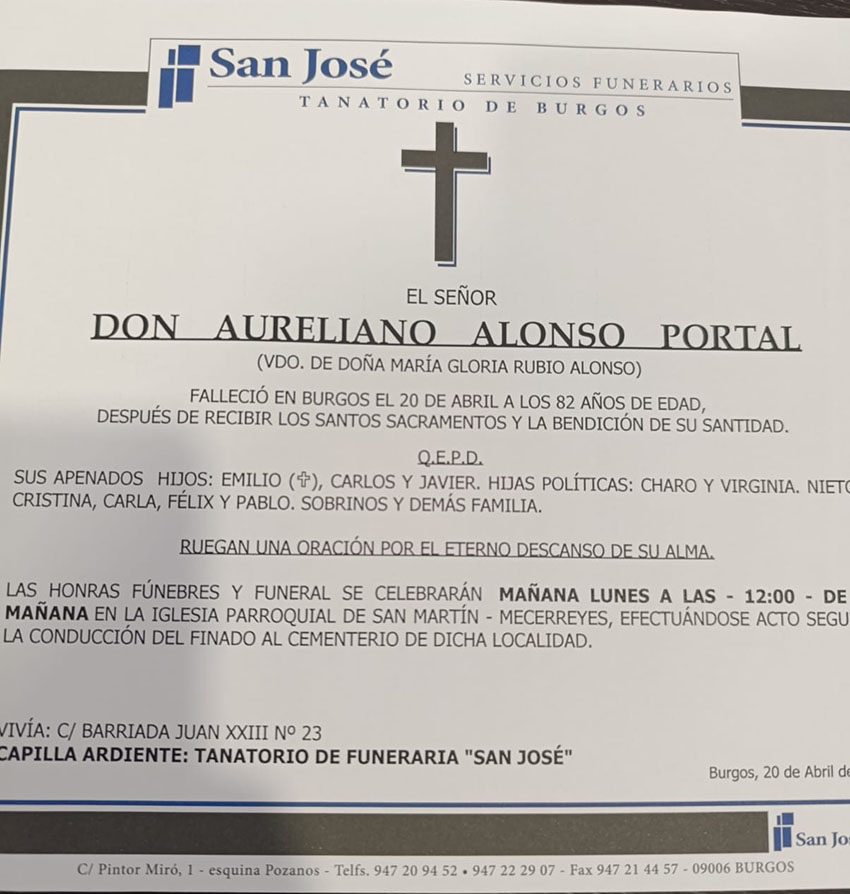 San José
SERVICIOS FUNERARIOS
TANATORIO DE BURGOS
EL SEÑOR
DON AURELIANO ALONSO PORTAL
(VDO. DE DOÑA MARÍA GLORIA RUBIO ALONSO)
FALLECIÓ EN BURGOS EL 20 DE ABRIL A LOS 82 AÑOS DE EDAD,
DESPUÉS DE RECIBIR LOS SANTOS SACRAMENTOS Y LA BENDICIÓN DE SU SANTIDAD.
Q.E.P.D.
SUS APENADOS HIJOS: EMILIO (✞), CARLOS Y JAVIER. HIJAS POLÍTICAS: CHARO Y VIRGINIA. NIETO
CRISTINA, CARLA, FÉLIX Y PABLO. SOBRINOS Y DEMÁS FAMILIA.
RUEGAN UNA ORACIÓN POR EL ETERNO DESCANSO DE SU ALMA.
LAS HONRAS FÚNEBRES Y FUNERAL SE CELEBRARÁN MAÑANA LUNES A LAS - 12:00 - DE
MAÑANA EN LA IGLESIA PARROQUIAL DE SAN MARTÍN - MECERREYES, EFECTUÁNDOSE ACTO SEGU
LA CONDUCCIÓN DEL FINADO AL CEMENTERIO DE DICHA LOCALIDAD.
VIVÍA: C/ BARRIADA JUAN XXIII Nº 23
CAPILLA ARDIENTE: TANATORIO DE FUNERARIA "SAN JOSÉ"
Burgos, 20 de Abril de
San Jo
C/ Pintor Miró, 1 - esquina Pozanos - Telfs. 947 20 94 52 • 947 22 29 07 - Fax 947 21 44 57 - 09006 BURGOS